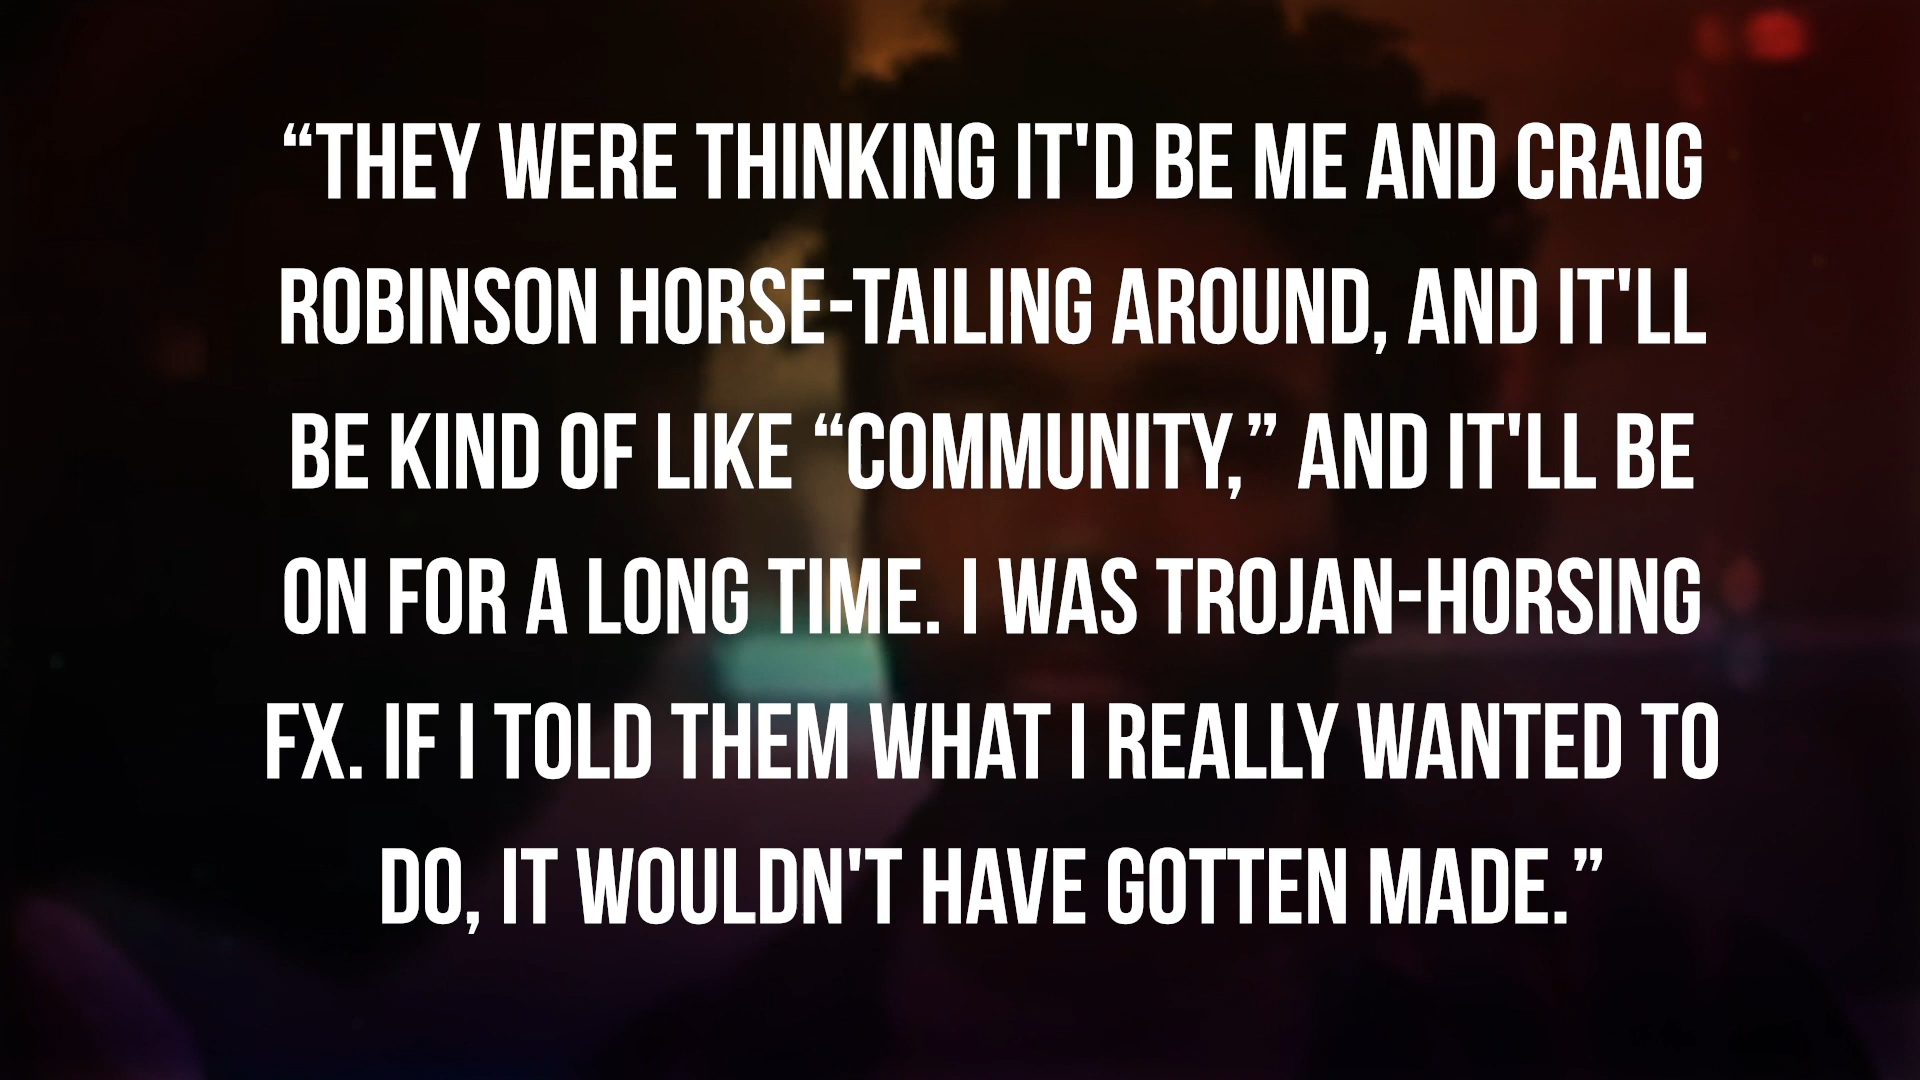 “THEY WERE THINKING IT'D BE ME AND CRAIG
ROBINSON HORSE-TAILING AROUND, AND IT'LL
BE KIND OF LIKE “COMMUNITY,” AND IT'LL BE
ON FOR A LONG TIME. I WAS TROJAN-HORSING
FX. IF I TOLD THEM WHAT I REALLY WANTED TO
DO, IT WOULDN'T HAVE GOTTEN MADE.”